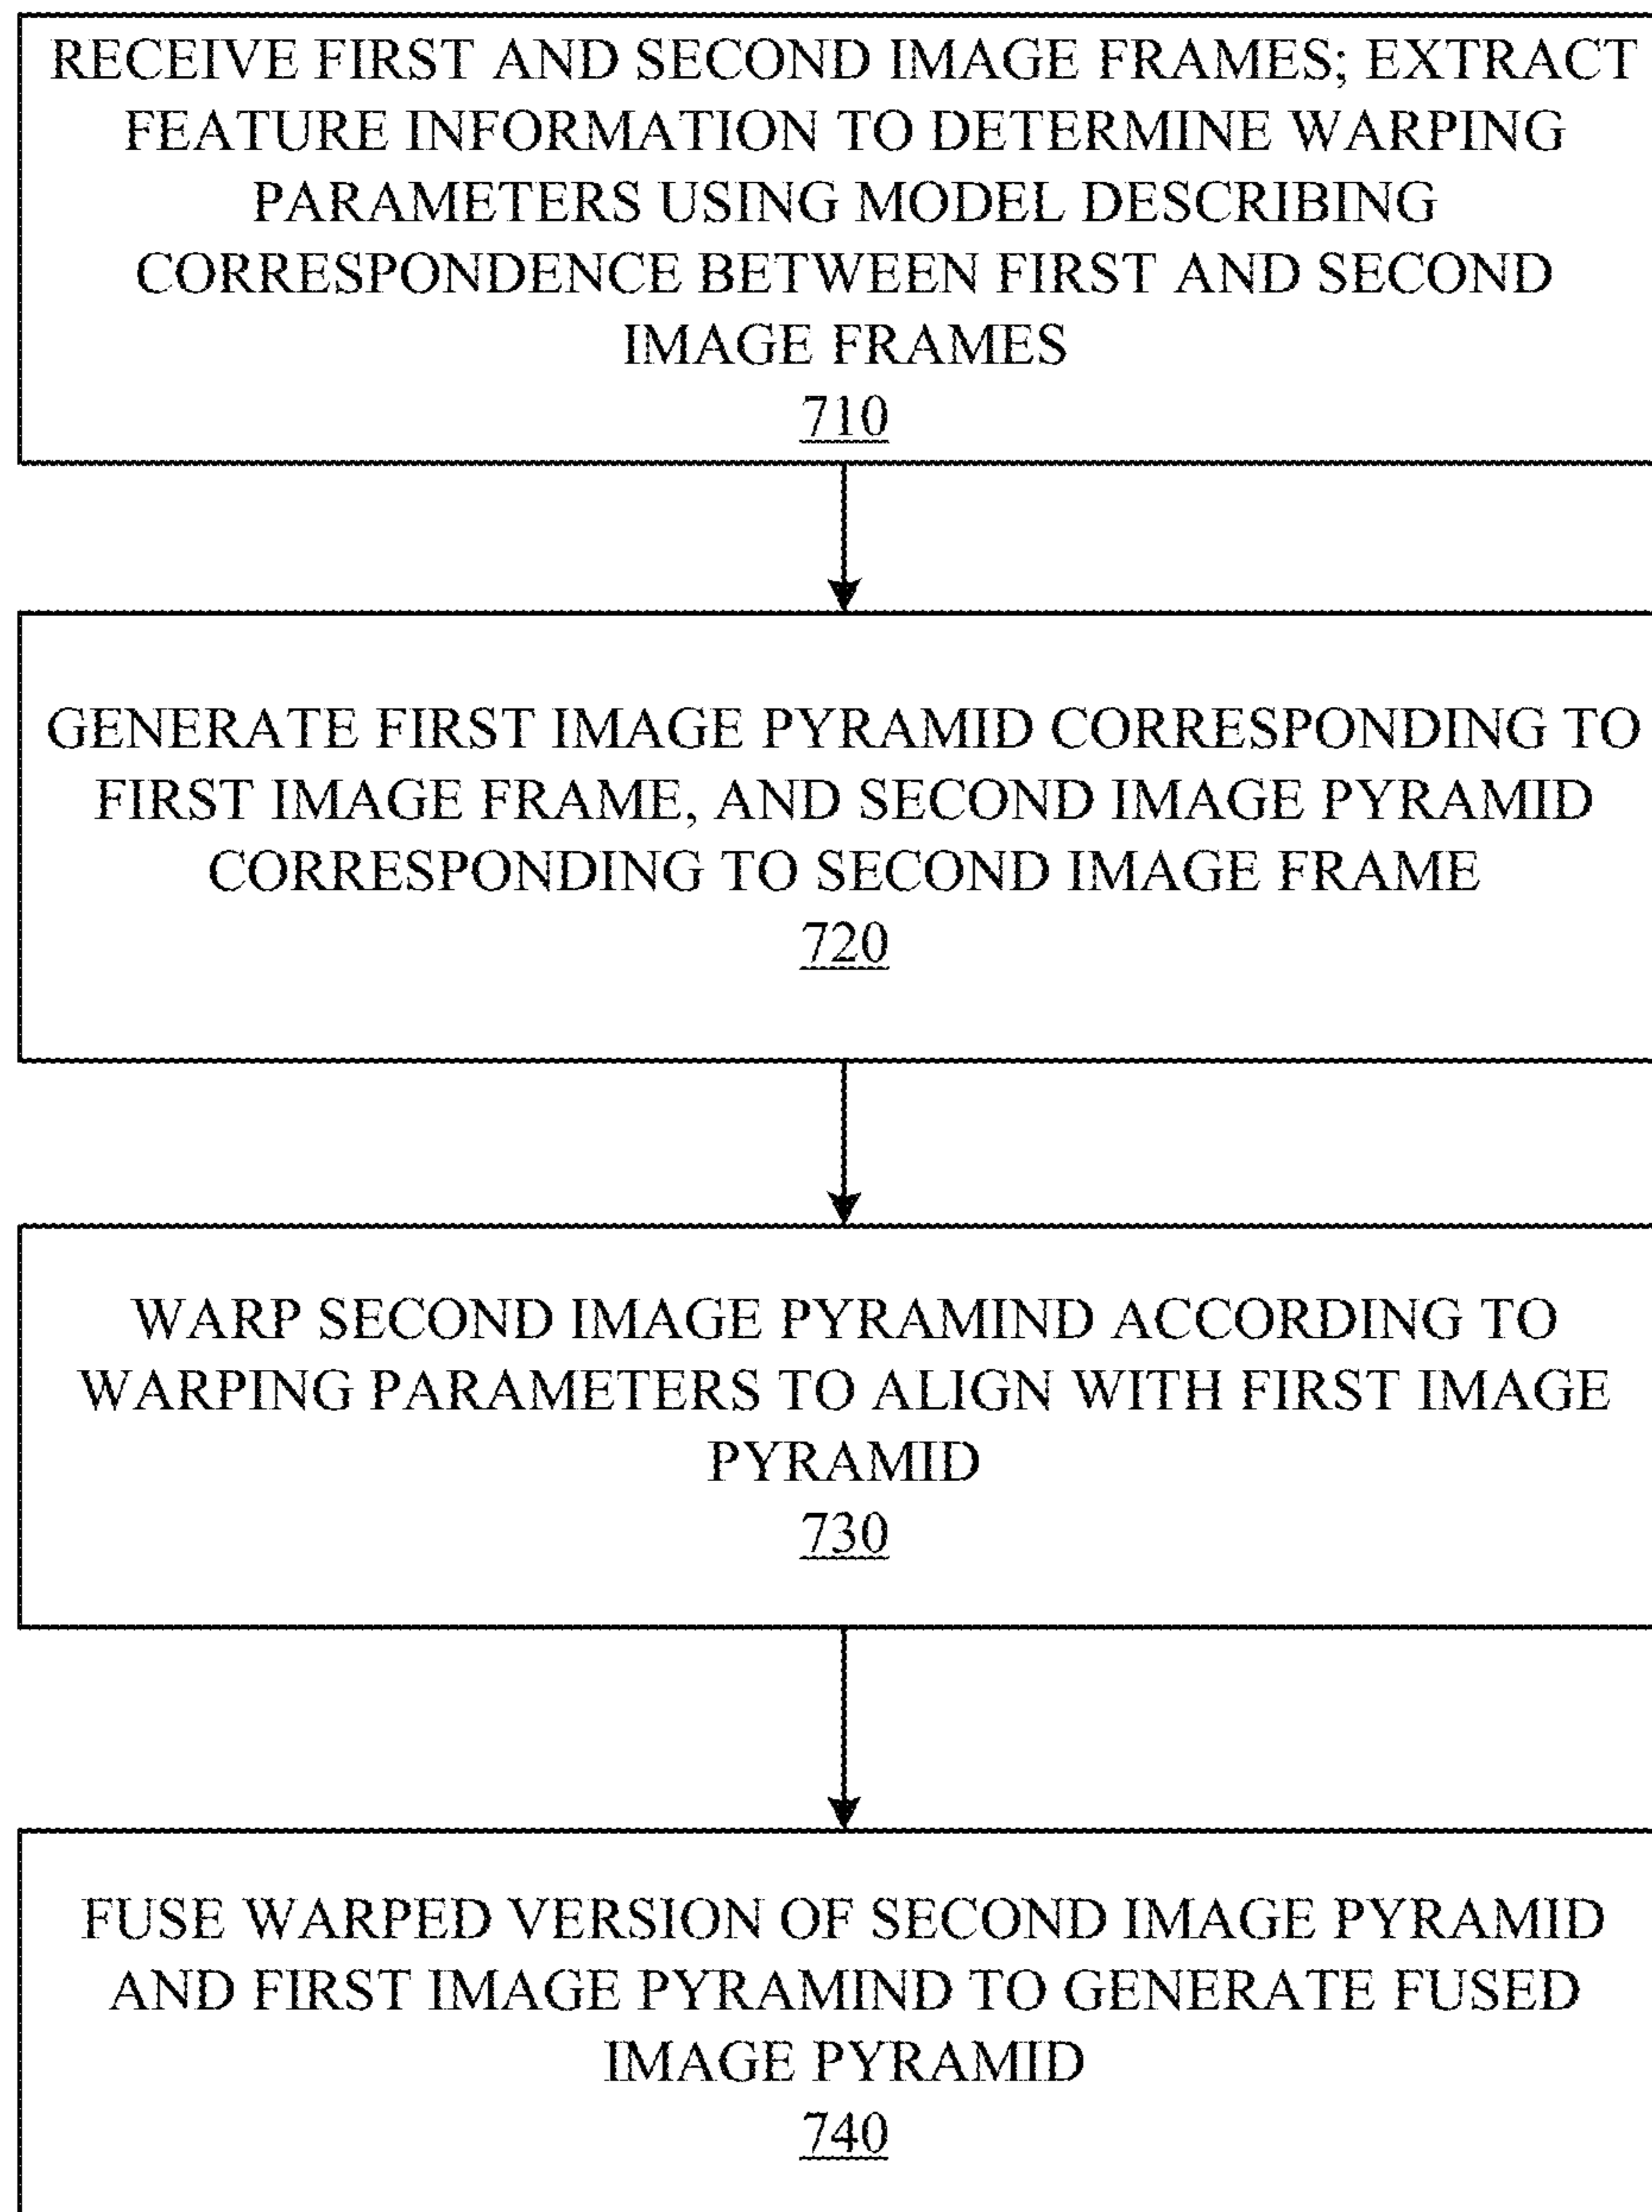 RECEIVE FIRST AND SECOND IMAGE FRAMES; EXTRACT
FEATURE INFORMATION TO DETERMINE WARPING
PARAMETERS USING MODEL DESCRIBING
CORRESPONDENCE BETWEEN FIRST AND SECOND
IMAGE FRAMES
710
GENERATE FIRST IMAGE PYRAMID CORRESPONDING TO
FIRST IMAGE FRAME, AND SECOND IMAGE PYRAMID
CORRESPONDING TO SECOND IMAGE FRAME
720
WARP SECOND IMAGE PYRAMIND ACCORDING TO
WARPING PARAMETERS TO ALIGN WITH FIRST IMAGE
PYRAMID
730
FUSE WARPED VERSION OF SECOND IMAGE PYRAMID
AND FIRST IMAGE PYRAMIND TO GENERATE FUSED
IMAGE PYRAMID
740